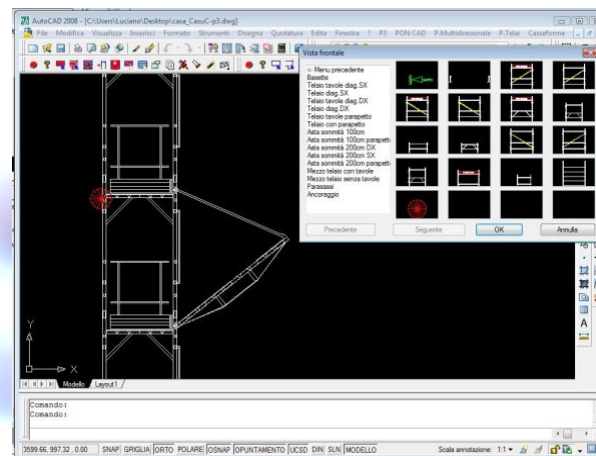 AutoCAD 2008 - [C:\Users\Luciano\Desktop\casa_CasuC-p3.dwg]
File Modifica Visualizza Inserisci Formato Strumenti Disegna Quotatura Edita Finestra ? P3 PON CAD P.Multidirezionale P.Telai Casseforme
Vista frontale
<- Menu precedente
Basette
Telaio tavole diag.SX
Telaio diag.SX
Telaio tavole diag.DX
Telaio diag.DX
Telaio tavole parapetto
Telaio con parapetto
Asta sommità 100cm
Asta sommità 100cm parapett
Asta sommità 200cm DX
Asta sommità 200cm SX
Asta sommità 200cm parapett
Mezzo telaio con tavole
Mezzo telaio senza tavole
Parasassi
Ancoraggio
Precedente Seguente OK Annulla
Y
X
Modello Layout1
Comando:
Comando:
3599.66, 997.32 , 0.00 SNAP GRIGLIA ORTO POLARE OSNAP OPUNTAMENTO UCSD DIN SLN MODELLO Scala annotazione: 1:1